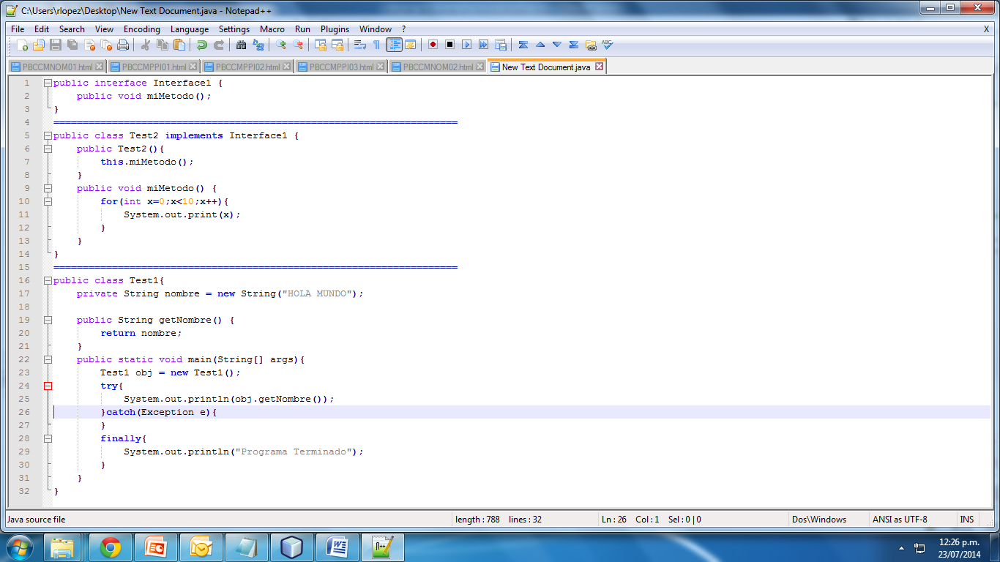 C:\Users\rlopez\Desktop\New Text Document.java - Notepad++
File Edit Search View Encoding Language Settings Macro Run Plugins Window ? X
PBCCMNOM01.html PBCCMPPI01.html PBCCMPPI02.html PBCCMPPI03.html PBCCMNOM02.html New Text Document.java
1 public interface Interface1 {
2 public void miMetodo();
3 }
4 =====================================================================
5 public class Test2 implements Interface1 {
6 public Test2(){
7 this.miMetodo();
8 }
9 public void miMetodo() {
10 for(int x=0;x<10;x++){
11 System.out.print(x);
12 }
13 }
14 }
15 =====================================================================
16 public class Test1{
17 private String nombre = new String("HOLA MUNDO");
18
19 public String getNombre() {
20 return nombre;
21 }
22 public static void main(String[] args){
23 Test1 obj = new Test1();
24 try{
25 System.out.println(obj.getNombre());
26 }catch(Exception e){
27 }
28 finally{
29 System.out.println("Programa Terminado");
30 }
31 }
32 }
Java source file length : 788 lines : 32 Ln : 26 Col : 1 Sel : 0 | 0 Dos\Windows ANSI as UTF-8 INS
12:26 p.m.
23/07/2014